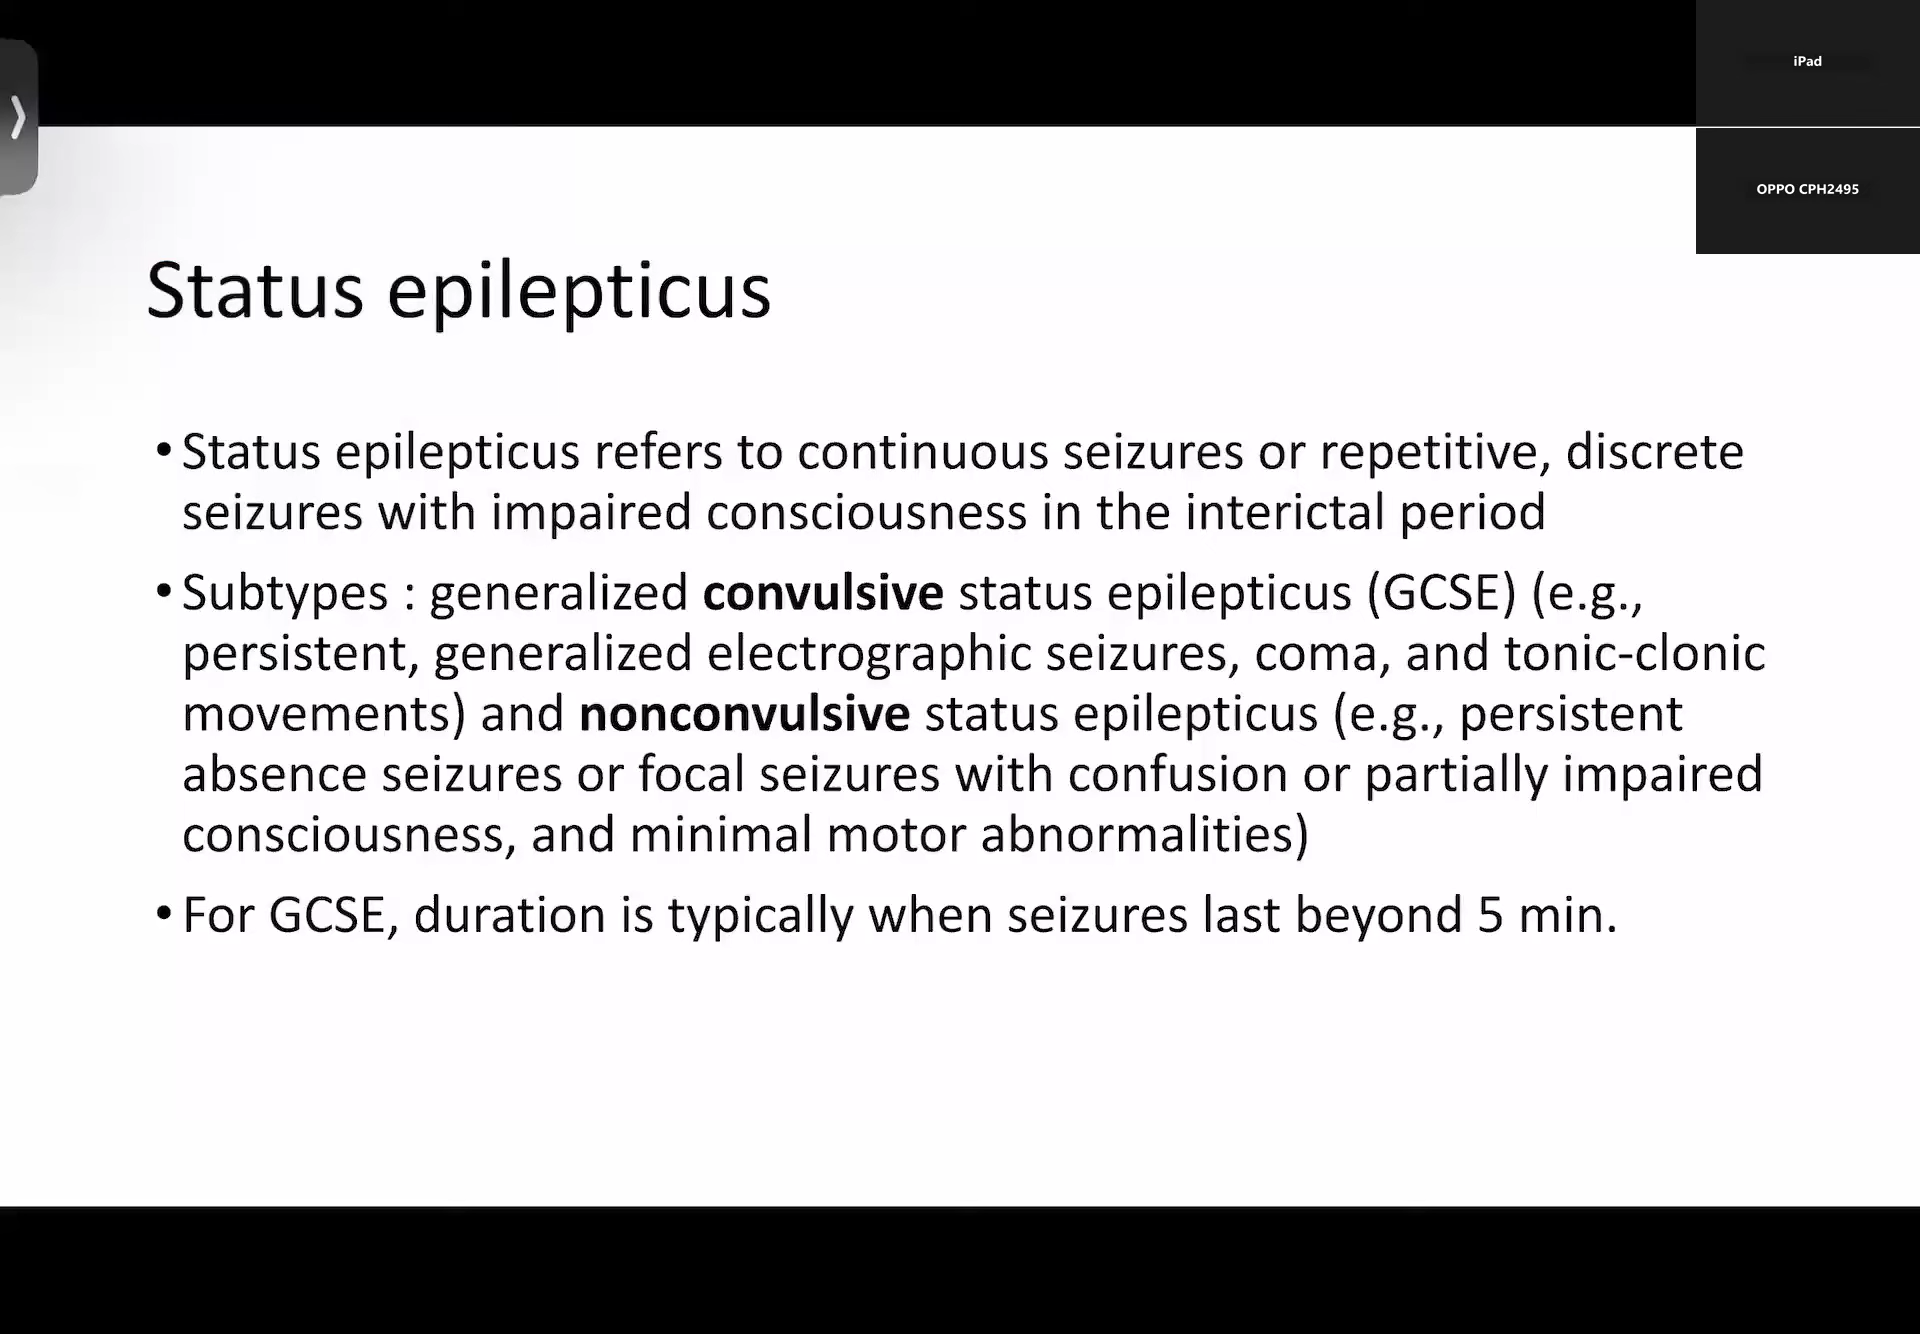 iPad
OPPO CPH2495
Status epilepticus
• Status epilepticus refers to continuous seizures or repetitive, discrete
seizures with impaired consciousness in the interictal period
• Subtypes : generalized convulsive status epilepticus (GCSE) (e.g.,
persistent, generalized electrographic seizures, coma, and tonic-clonic
movements) and nonconvulsive status epilepticus (e.g., persistent
absence seizures or focal seizures with confusion or partially impaired
consciousness, and minimal motor abnormalities)
• For GCSE, duration is typically when seizures last beyond 5 min.